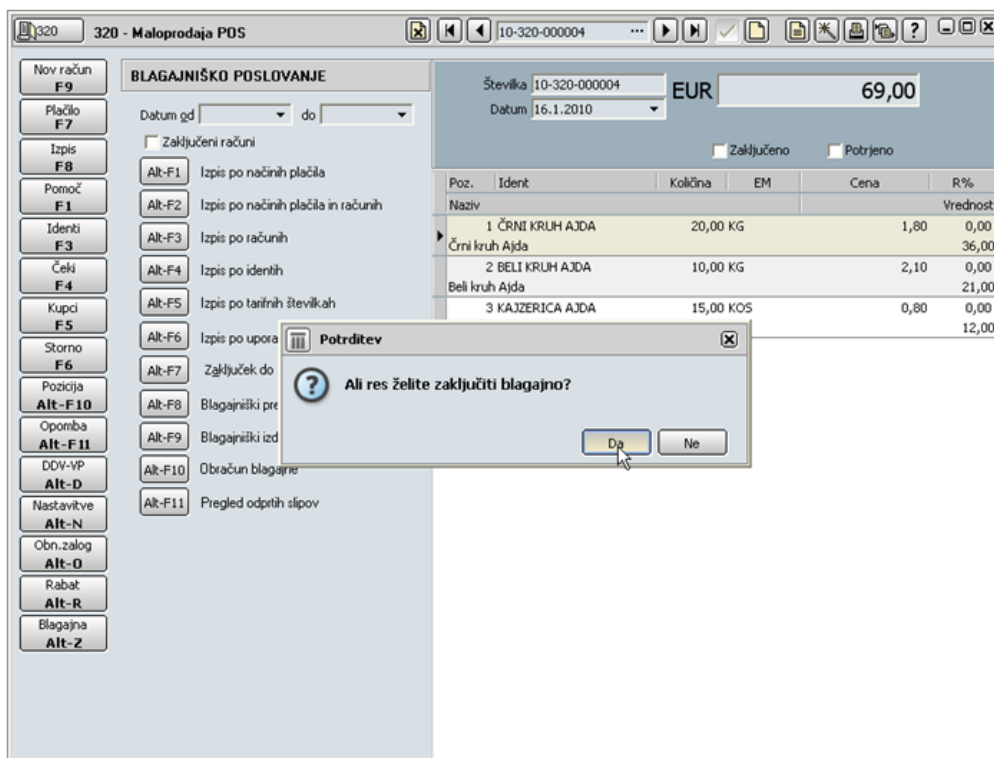 320
320 - Maloprodaja POS
10-320-000004 ...
?
Nov račun
F9
Plačilo
F7
Izpis
F8
Pomoč
F1
Identi
F3
Čeki
F4
Kupci
F5
Storno
F6
Pozicija
Alt-F10
Opomba
Alt-F11
DDV-VP
Alt-D
Nastavitve
Alt-N
Obn.zalog
Alt-O
Rabat
Alt-R
Blagajna
Alt-Z
BLAGAJNIŠKO POSLOVANJE
Datum od do
Zaključeni računi
Alt-F1 Izpis po načinih plačila
Alt-F2 Izpis po načinih plačila in računih
Alt-F3 Izpis po računih
Alt-F4 Izpis po identih
Alt-F5 Izpis po tarifnih številkah
Alt-F6 Izpis po upora
Alt-F7 Zaključek do
Alt-F8 Blagajniški pre
Alt-F9 Blagajniški izd
Alt-F10 Obračun blagajne
Alt-F11 Pregled odprtih slipov
Številka 10-320-000004
Datum 16.1.2010
EUR 69,00
Zaključeno Potrjeno
Poz. Ident Količina EM Cena R%
Naziv Vrednost
1 ČRNI KRUH AJDA 20,00 KG 1,80 0,00
Črni kruh Ajda 36,00
2 BELI KRUH AJDA 10,00 KG 2,10 0,00
Beli kruh Ajda 21,00
3 KAJZERICA AJDA 15,00 KOS 0,80 0,00
12,00
Potrditev
? Ali res želite zaključiti blagajno?
Da Ne